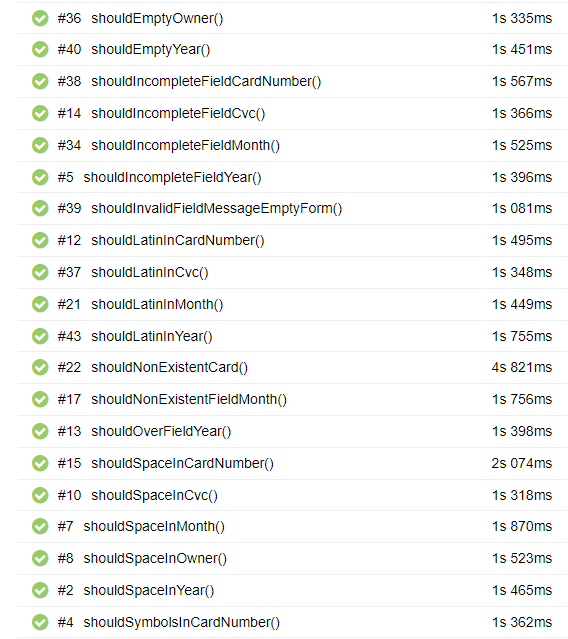 #36 shouldEmptyOwner() 1s 335ms
#40 shouldEmptyYear() 1s 451ms
#38 shouldIncompleteFieldCardNumber() 1s 567ms
#14 shouldIncompleteFieldCvc() 1s 366ms
#34 shouldIncompleteFieldMonth() 1s 525ms
#5 shouldIncompleteFieldYear() 1s 396ms
#39 shouldInvalidFieldMessageEmptyForm() 1s 081ms
#12 shouldLatinInCardNumber() 1s 495ms
#37 shouldLatinInCvc() 1s 348ms
#21 shouldLatinInMonth() 1s 449ms
#43 shouldLatinInYear() 1s 755ms
#22 shouldNonExistentCard() 4s 821ms
#17 shouldNonExistentFieldMonth() 1s 756ms
#13 shouldOverFieldYear() 1s 398ms
#15 shouldSpaceInCardNumber() 2s 074ms
#10 shouldSpaceInCvc() 1s 318ms
#7 shouldSpaceInMonth() 1s 870ms
#8 shouldSpaceInOwner() 1s 523ms
#2 shouldSpaceInYear() 1s 465ms
#4 shouldSymbolsInCardNumber() 1s 362ms